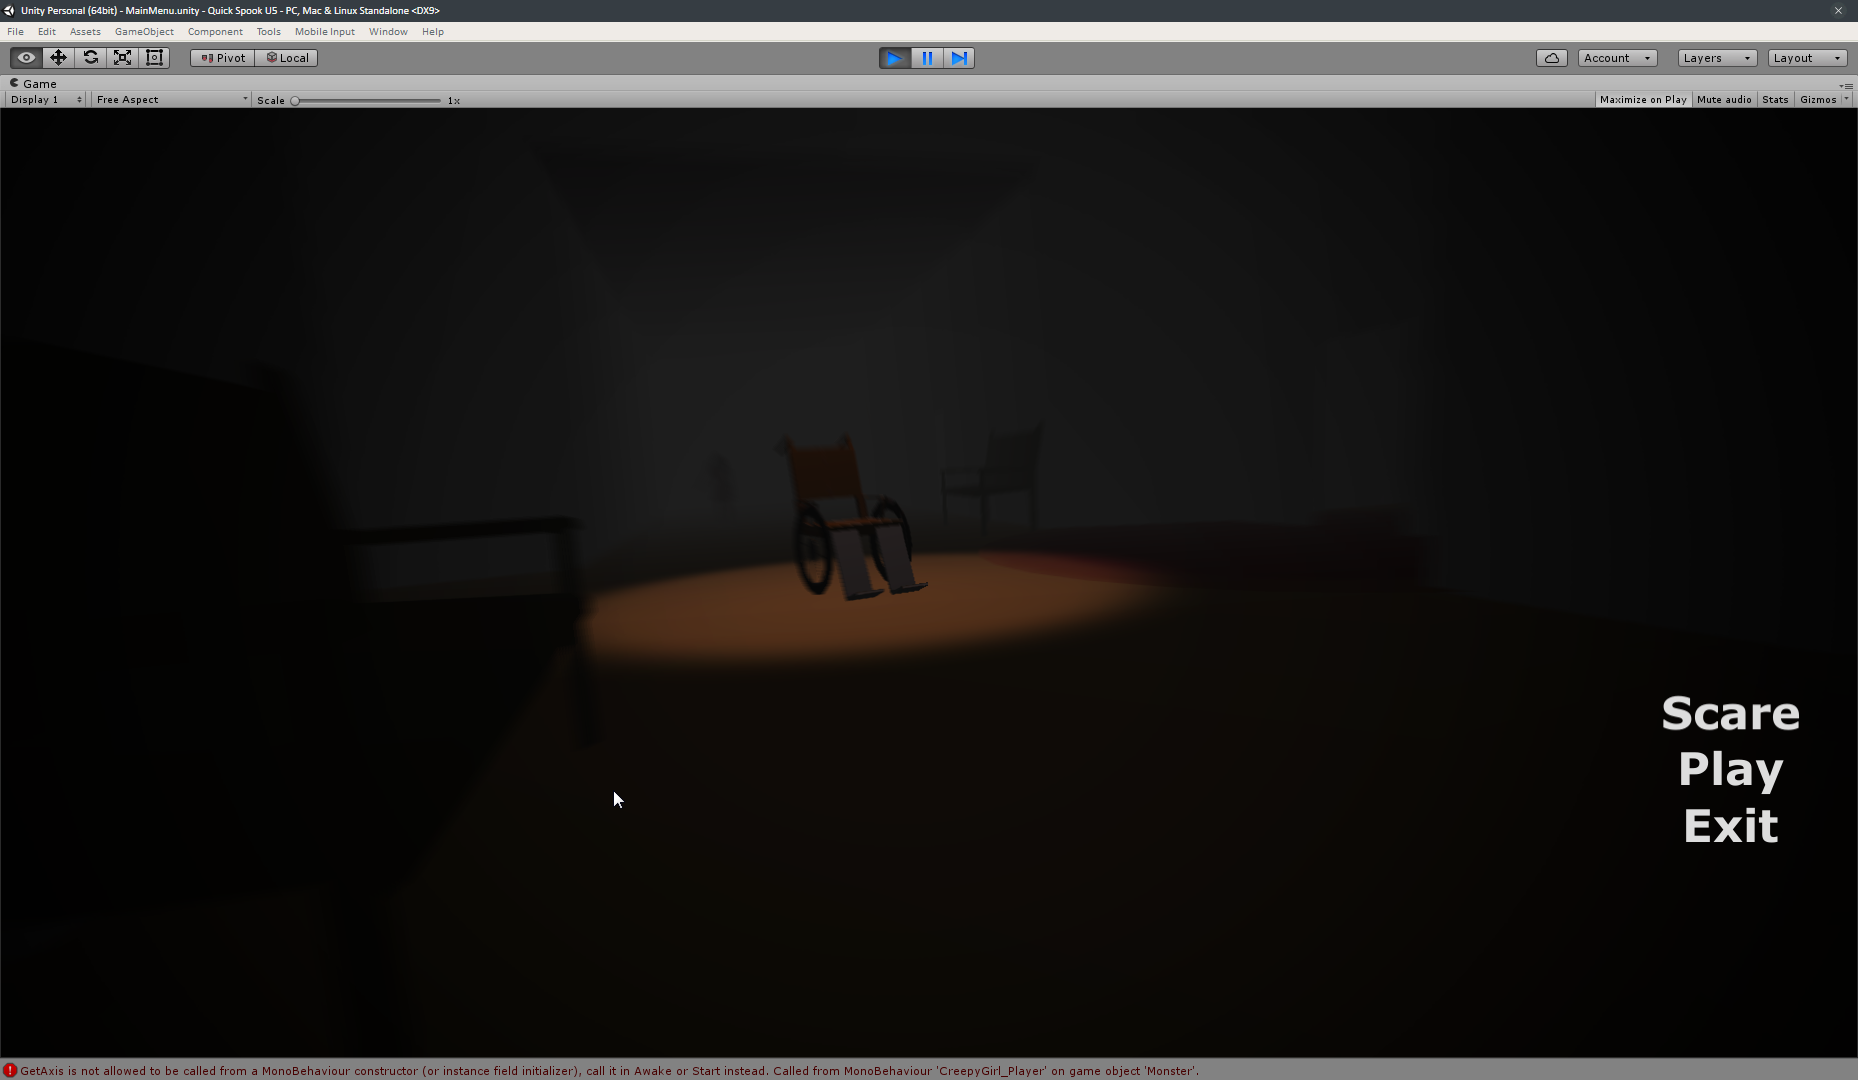 Unity Personal (64bit) - MainMenu.unity - Quick Spook U5 - PC, Mac & Linux Standalone <DX9>
File Edit Assets GameObject Component Tools Mobile Input Window Help
Pivot Local Account Layers Layout
Game
Display 1 Free Aspect Scale 1x Maximize on Play Mute audio Stats Gizmos
Scare
Play
Exit
GetAxis is not allowed to be called from a MonoBehaviour constructor (or instance field initializer), call it in Awake or Start instead. Called from MonoBehaviour 'CreepyGirl_Player' on game object 'Monster'.